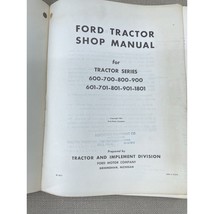 FORD TRACTOR
SHOP MANUAL
for
TRACTOR SERIES
600-700-800-900
601-701-801-901-1801
Prepared by
TRACTOR AND IMPLEMENT DIVISION
FORD MOTOR COMPANY
BIRMINGHAM, MICHIGAN